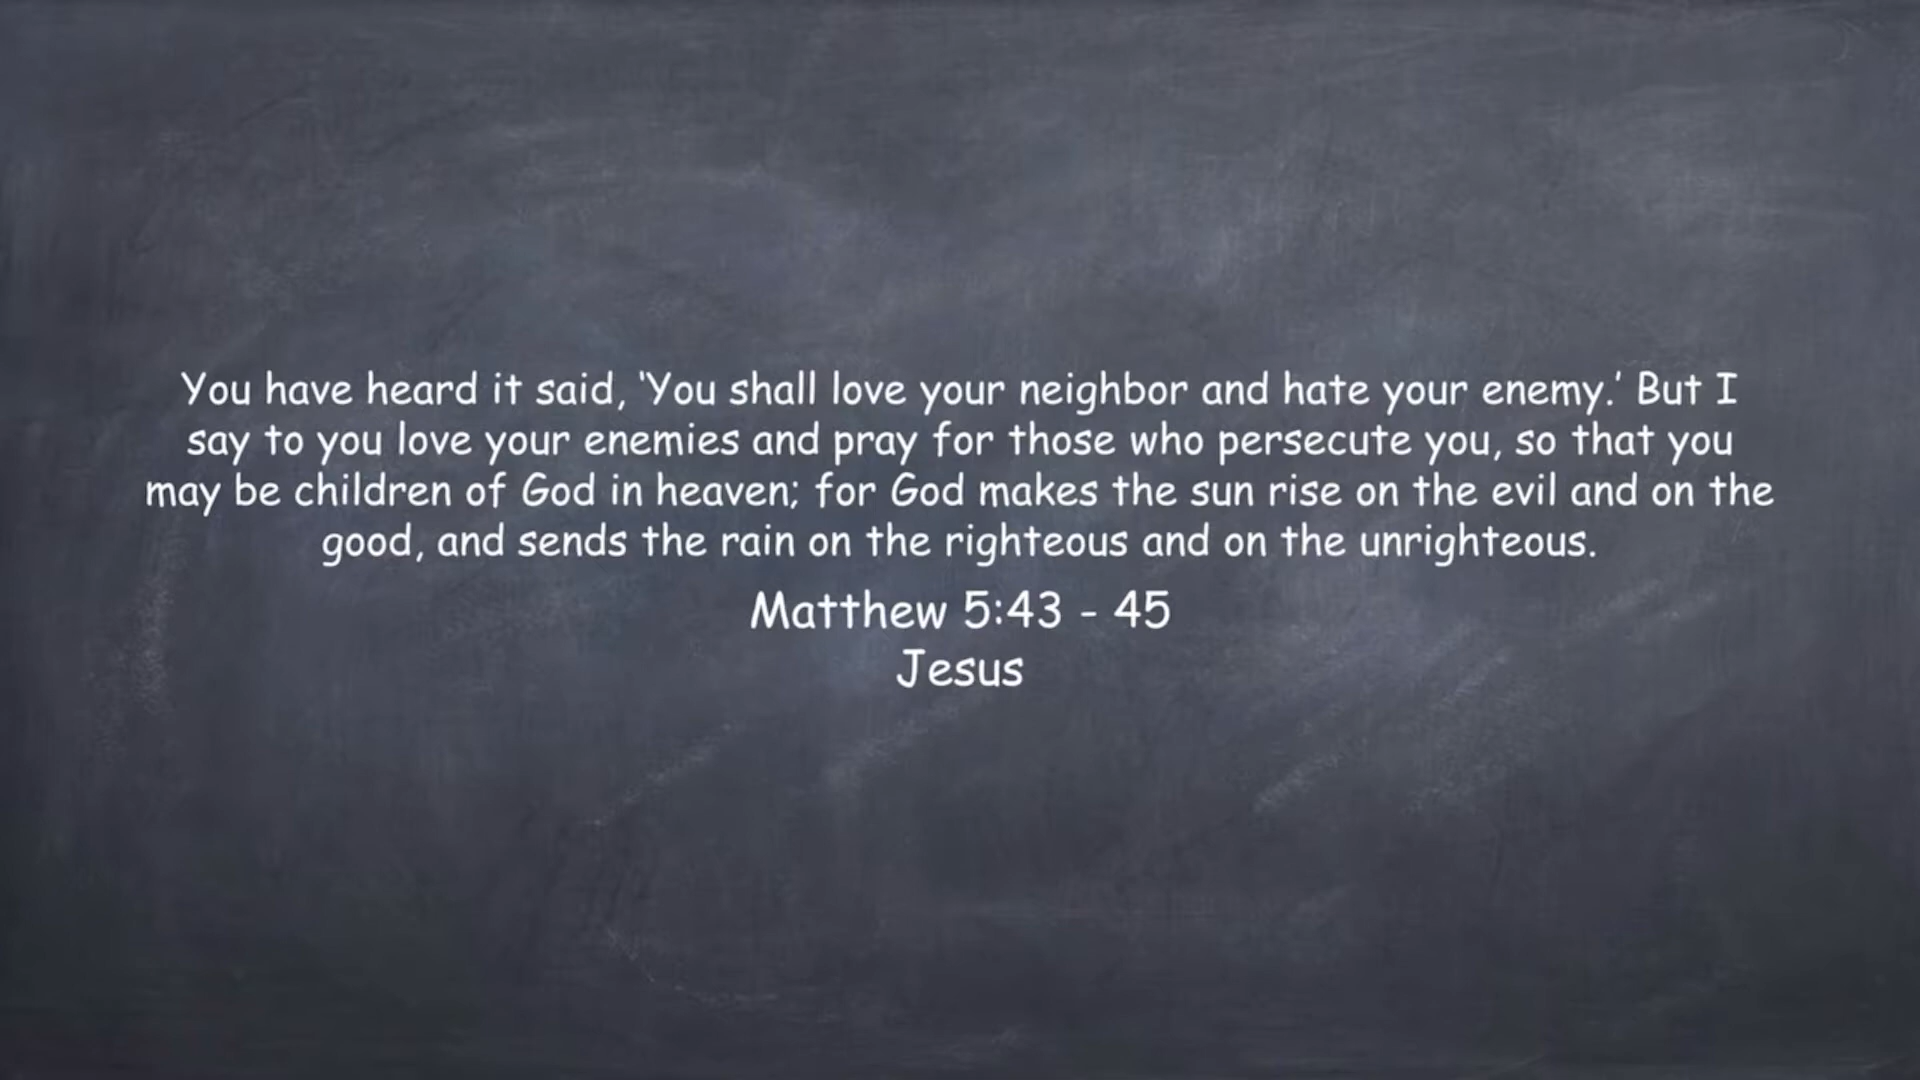 You have heard it said, ‘You shall love your neighbor and hate your enemy.’ But I
say to you love your enemies and pray for those who persecute you, so that you
may be children of God in heaven; for God makes the sun rise on the evil and on the
good, and sends the rain on the righteous and on the unrighteous.
Matthew 5:43 - 45
Jesus